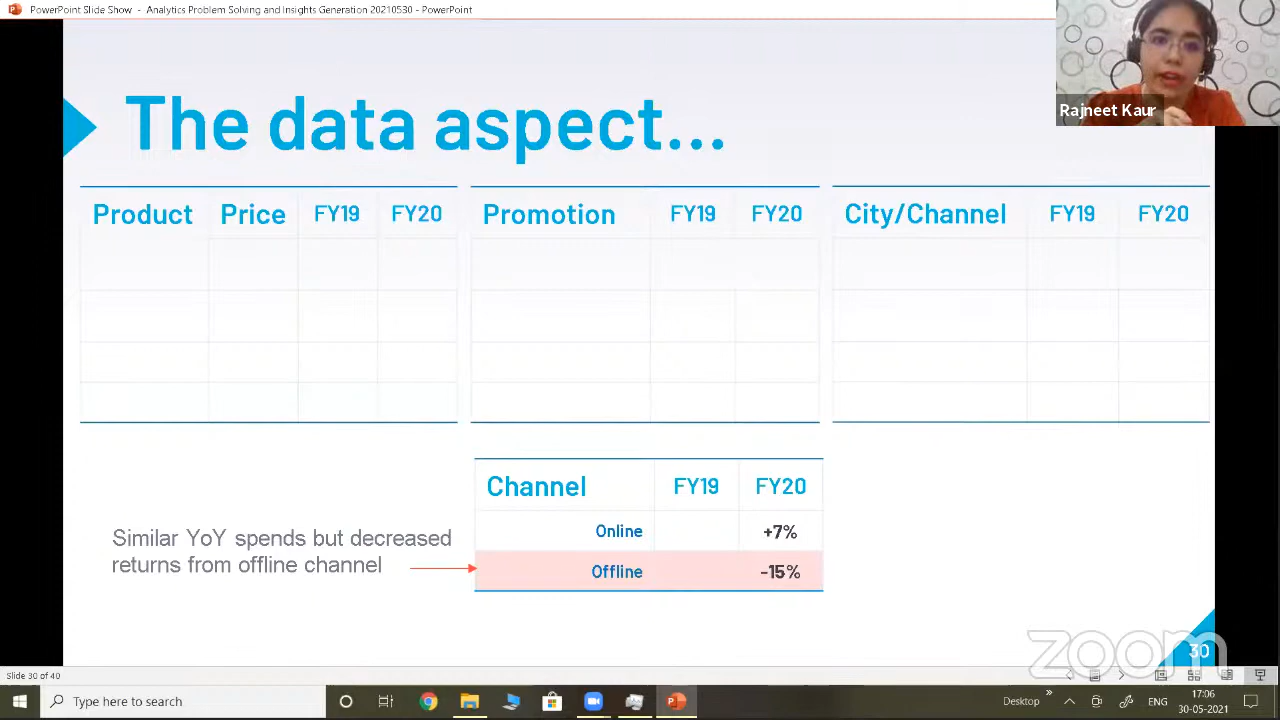 PowerPoint Slide Show - Analytics Problem Solving and Insights Generation 20210530 - PowerPoint
Rajneet Kaur
The data aspect...
Product Price FY19 FY20
Promotion FY19 FY20
City/Channel FY19 FY20
Channel FY19 FY20
Online +7%
Offline -15%
Similar YoY spends but decreased
returns from offline channel
zoom
30
Slide 30 of 40
Type here to search
Desktop
ENG
17:06
30-05-2021